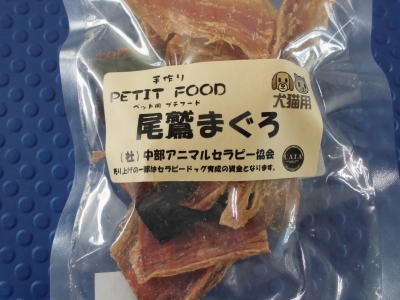 手作り
PETIT FOOD
ペット用 プチフード
犬猫用
尾鷲まぐろ
（社）中部アニマルセラピー協会
売り上げの一部はセラピードッグ育成の資金となります。